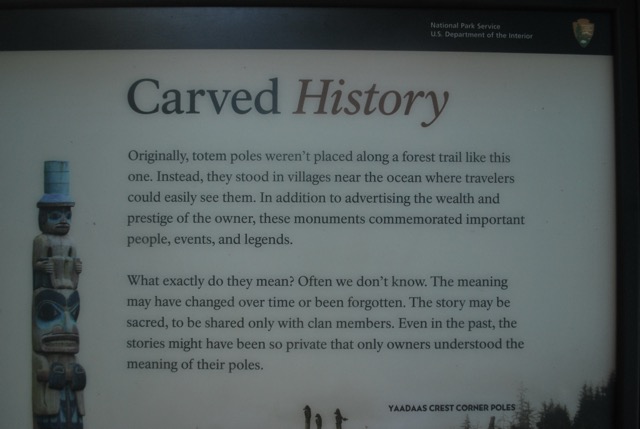 National Park Service
U.S. Department of the Interior
Carved History
Originally, totem poles weren't placed along a forest trail like this
one. Instead, they stood in villages near the ocean where travelers
could easily see them. In addition to advertising the wealth and
prestige of the owner, these monuments commemorated important
people, events, and legends.
What exactly do they mean? Often we don't know. The meaning
may have changed over time or been forgotten. The story may be
sacred, to be shared only with clan members. Even in the past, the
stories might have been so private that only owners understood the
meaning of their poles.
YAADAAS CREST CORNER POLES